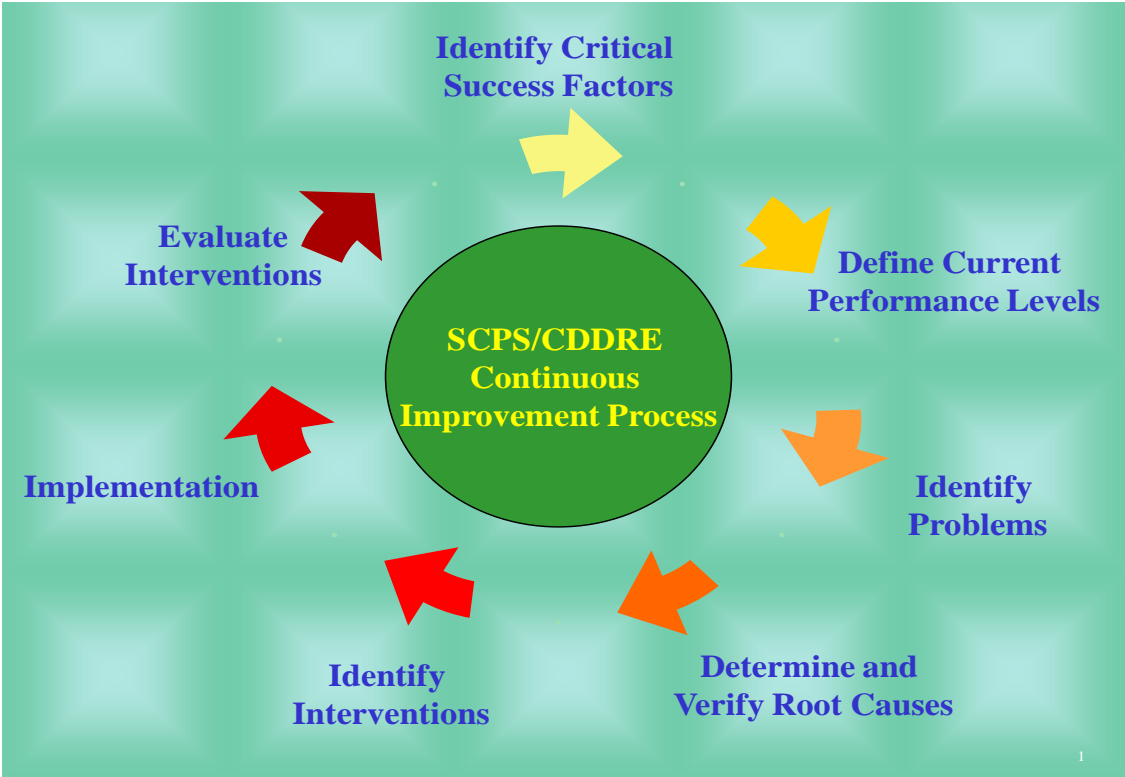 Identify Critical
Success Factors
Define Current
Performance Levels
Identify
Problems
Determine and
Verify Root Causes
Identify
Interventions
Implementation
Evaluate
Interventions
SCPS/CDDRE
Continuous
Improvement Process
1